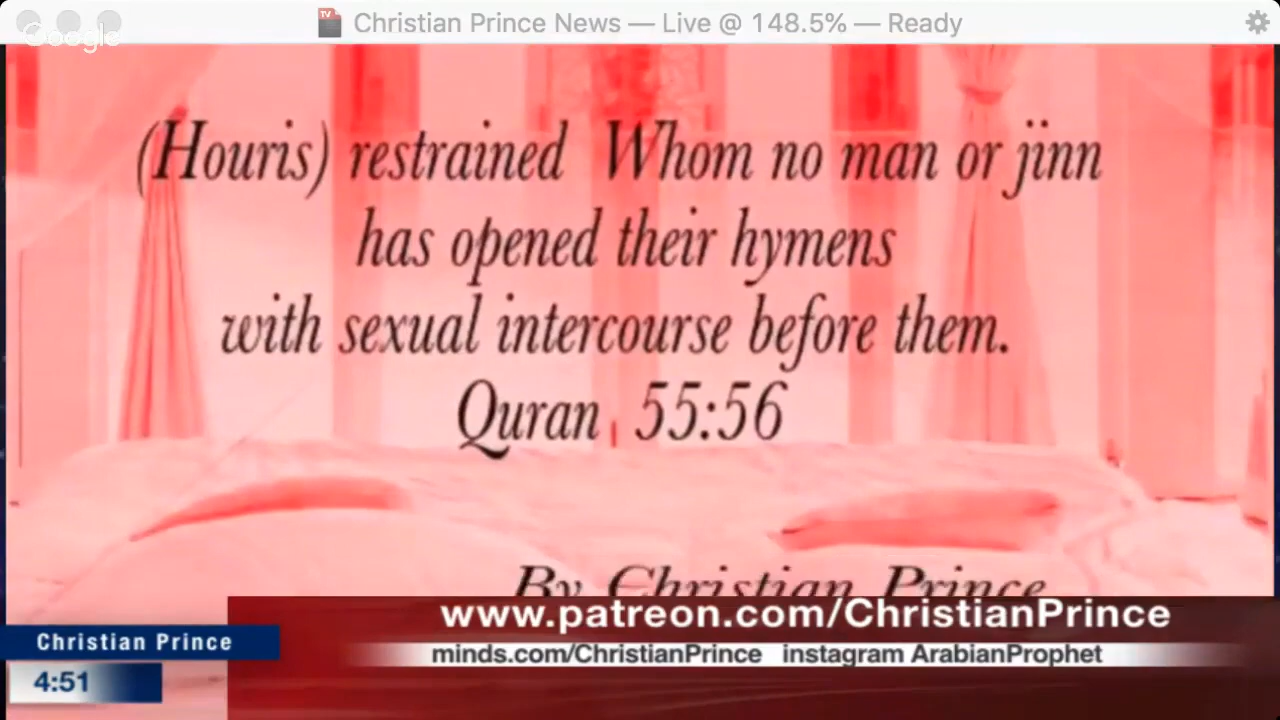 TV
Christian Prince News — Live @ 148.5% — Ready
Google
(Houris) restrained Whom no man or jinn
has opened their hymens
with sexual intercourse before them.
Quran 55:56
By Christian Prince
www.patreon.com/ChristianPrince
Christian Prince
minds.com/ChristianPrince instagram ArabianProphet
4:51